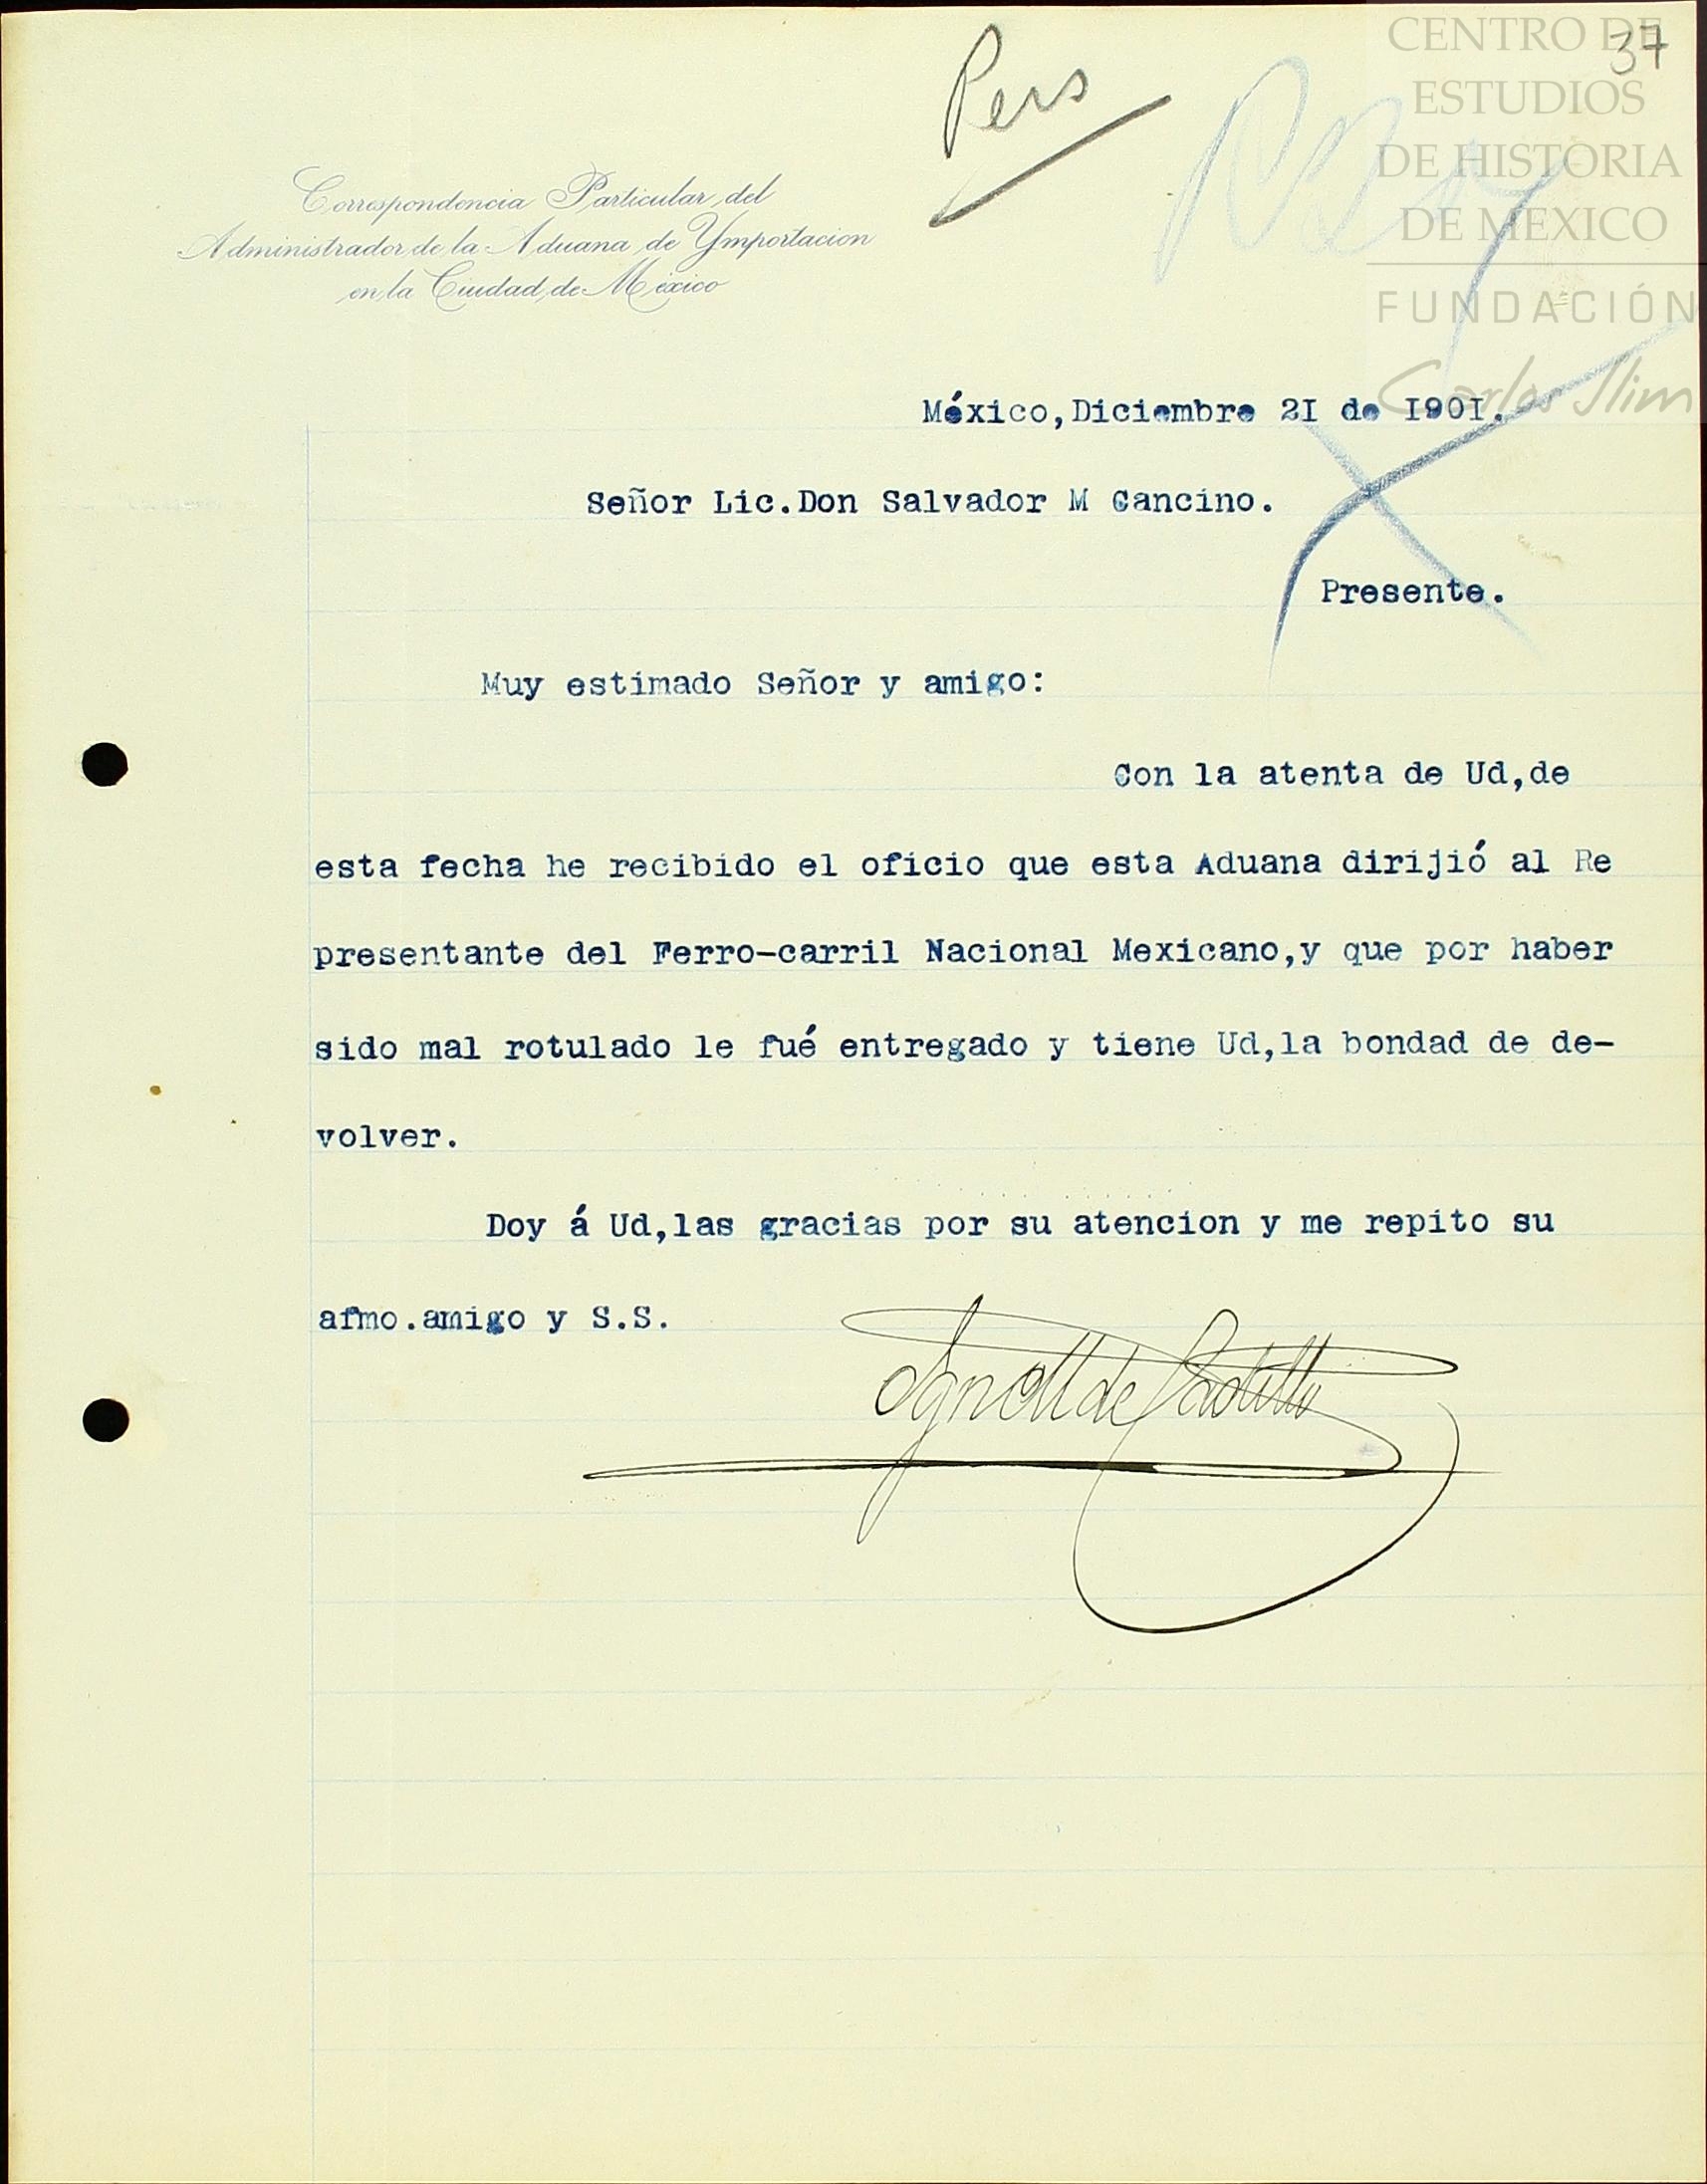 37
Pers
CENTRO DE
ESTUDIOS
DE HISTORIA
DE MEXICO
FUNDACIÓN
Carlos Slim
Correspondencia Particular del
Administrador de la Aduana de Ymportacion
en la Ciudad de México
México,Diciembre 2I de I90I.
Señor Lic.Don Salvador M Cancino.
Presente.
Muy estimado Señor y amigo:
Con la atenta de Ud,de
esta fecha he recibido el oficio que esta Aduana dirijió al Re
presentante del Ferro-carril Nacional Mexicano,y que por haber
sido mal rotulado le fué entregado y tiene Ud,la bondad de de-
volver.
Doy á Ud,las gracias por su atencion y me repito su
afmo.amigo y S.S.
de Castillo